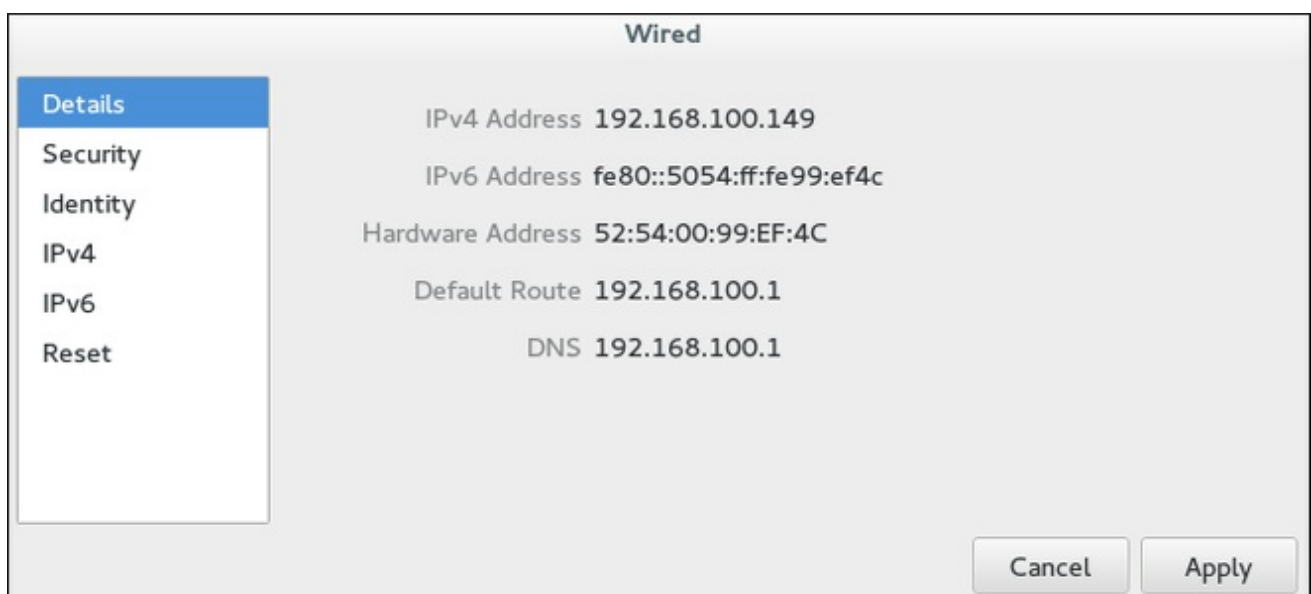 Wired
Details
Security
Identity
IPv4
IPv6
Reset
IPv4 Address 192.168.100.149
IPv6 Address fe80::5054:ff:fe99:ef4c
Hardware Address 52:54:00:99:EF:4C
Default Route 192.168.100.1
DNS 192.168.100.1
Cancel
Apply